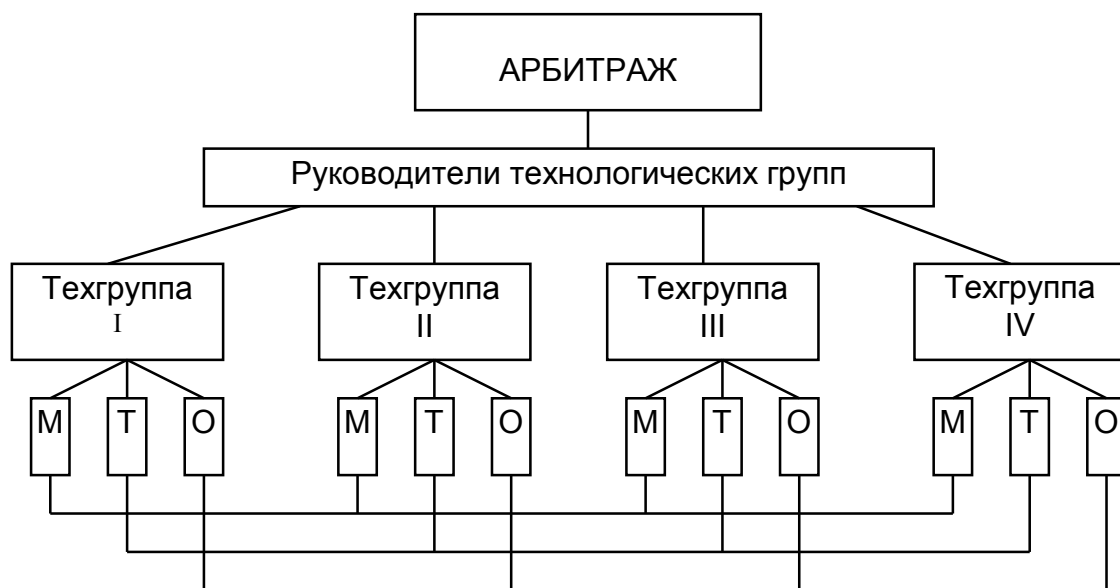 АРБИТРАЖ
Руководители технологических групп
Техгруппа
I
Техгруппа
II
Техгруппа
III
Техгруппа
IV
М Т О М Т О М Т О М Т О